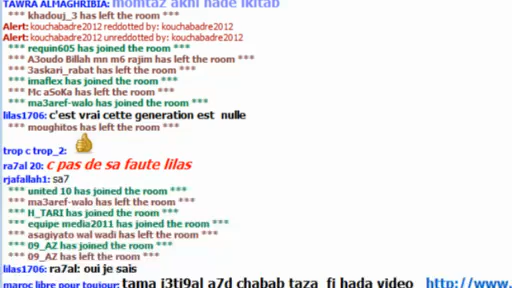 TAWRA ALMAGHRIBIA: momtaz akhi hade lkitab
*** khadouj_3 has left the room ***
Alert: kouchabadre2012 reddotted by: kouchabadre2012
Alert: kouchabadre2012 unreddotted by: kouchabadre2012
*** requin605 has joined the room ***
*** A3oudo Billah mn m6 rajim has left the room ***
*** 3askari_rabat has left the room ***
*** imaflex has joined the room ***
*** Mc aSoKa has left the room ***
*** ma3aref-walo has joined the room ***
lilas1706: c'est vrai cette generation est nulle
*** moughitos has left the room ***
trop c trop_2:
ra7al 20: c pas de sa faute lilas
rjafallah1: sa7
*** united 10 has joined the room ***
*** ma3aref-walo has left the room ***
*** H_TARI has joined the room ***
*** equipe media2011 has joined the room ***
*** asagiyato wal wadi has left the room ***
*** 09_AZ has left the room ***
*** 09_AZ has joined the room ***
lilas1706: ra7al: oui je sais
maroc libre pour toujour: tama i3ti9al a7d chabab taza fi hada video http://www.